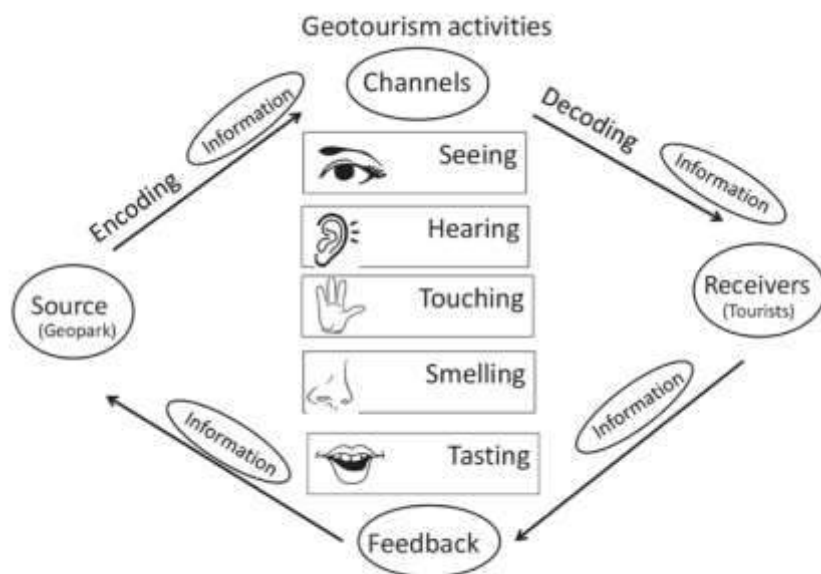 Geotourism activities
Channels
Information
Encoding
Decoding
Information
Seeing
Hearing
Touching
Smelling
Tasting
Source
(Geopark)
Receivers
(Tourists)
Information
Information
Feedback